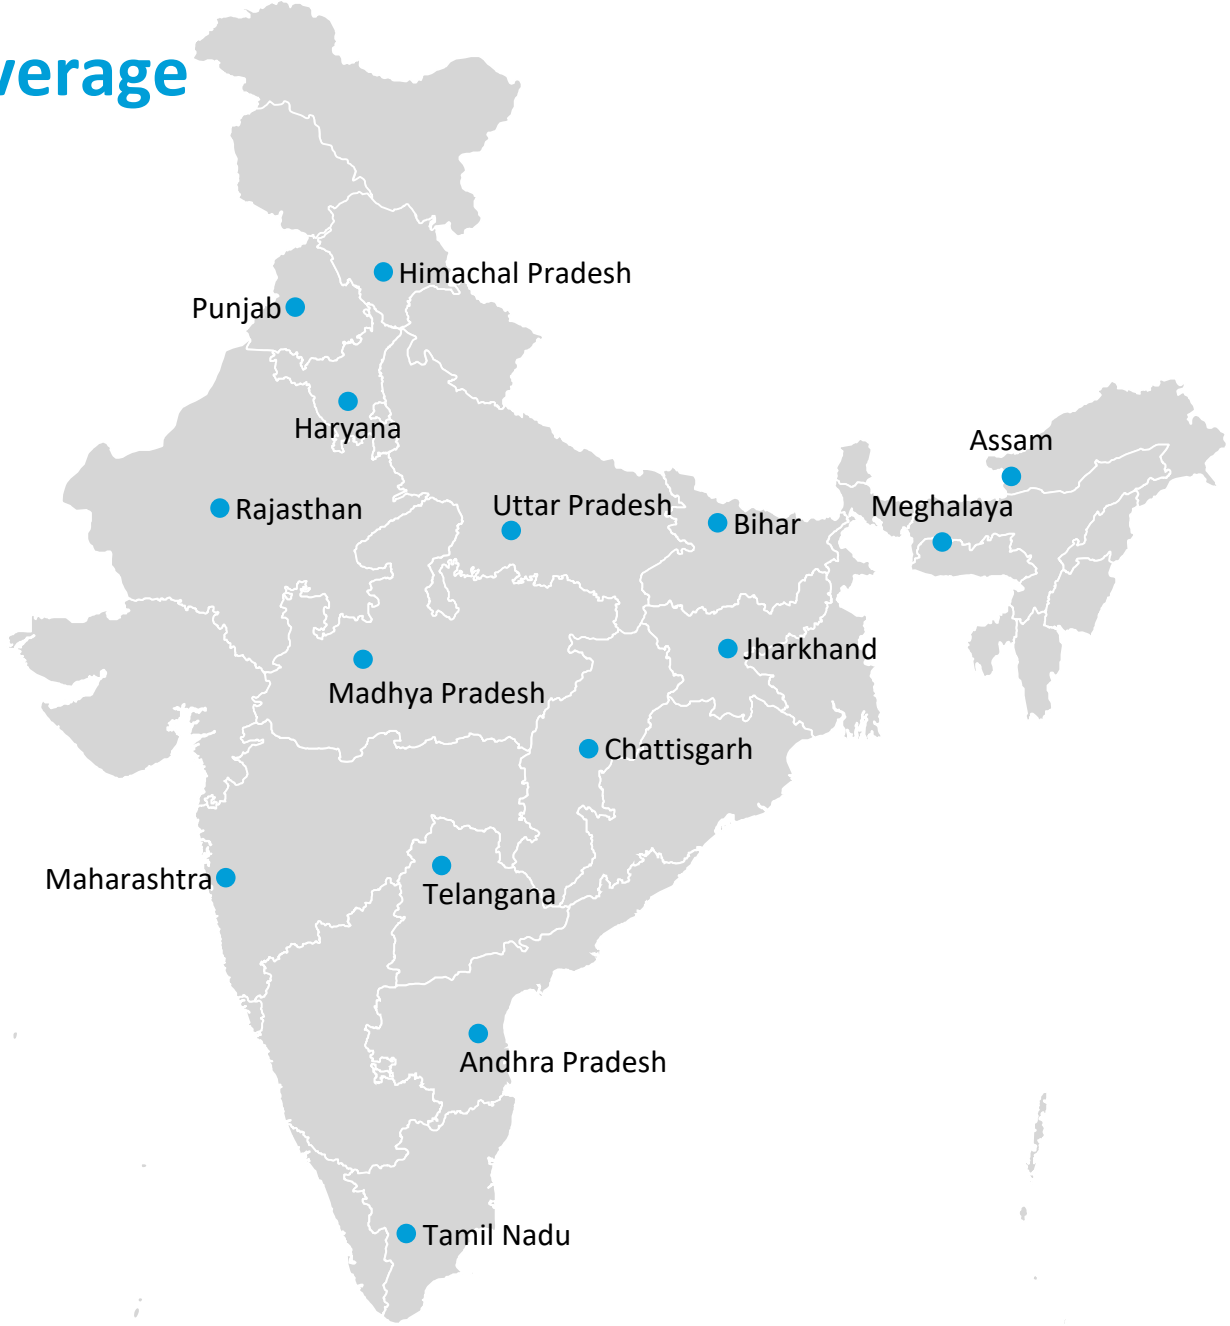 verage
Himachal Pradesh
Punjab
Haryana
Assam
Rajasthan
Uttar Pradesh
Meghalaya
Bihar
Jharkhand
Madhya Pradesh
Chattisgarh
Maharashtra
Telangana
Andhra Pradesh
Tamil Nadu